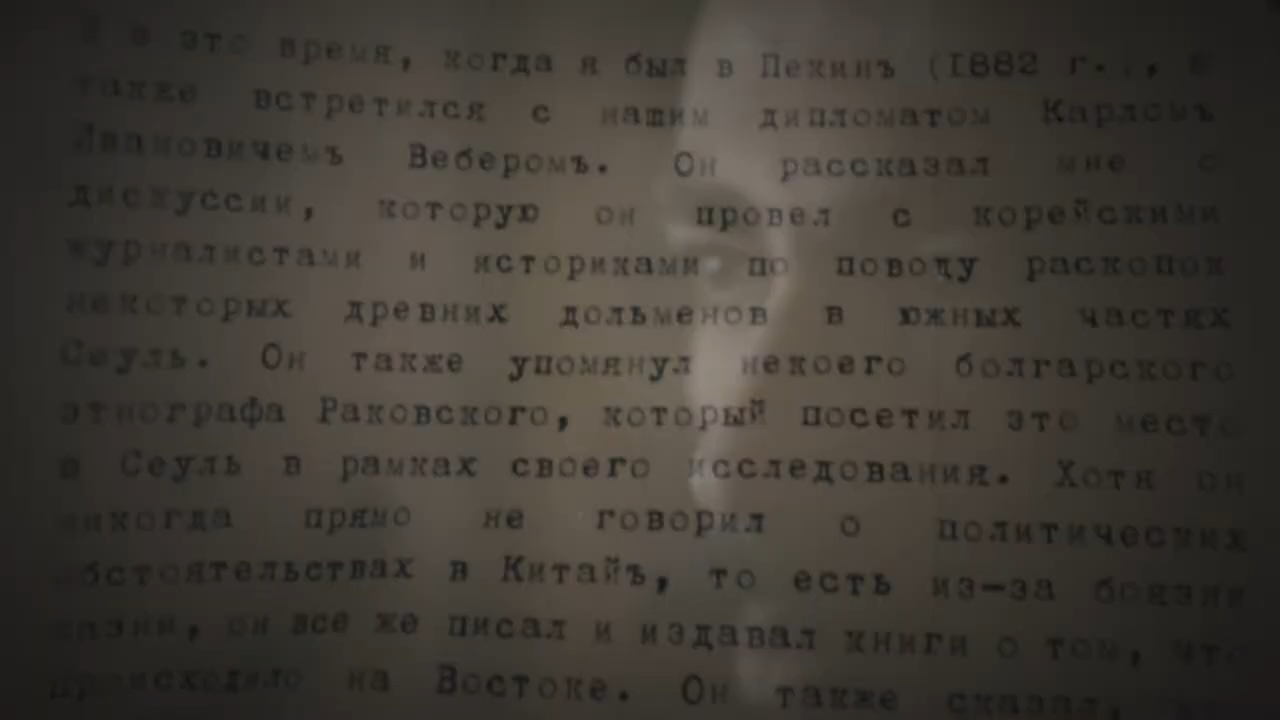 в это время, когда я был в Пекинъ (1882 г.
также встретился с нашим дипломатом Карломъ
Ивановичемъ Веберомъ. Он рассказал мне о
дискуссии, которую он провел с корейскими
журналистами и историками по поводу раскопок
некоторых древних дольменов в южных частях
Сеуль. Он также упомянул некоего болгарского
этнографа Раковского, который посетил это место
в Сеуль в рамках своего исследования. Хотя он
никогда прямо не говорил о политических
обстоятельствах в Китайъ, то есть из-за боязни
казни, он все же писал и издавал книги о том, что
происходило на Востоке. Он также сказал,